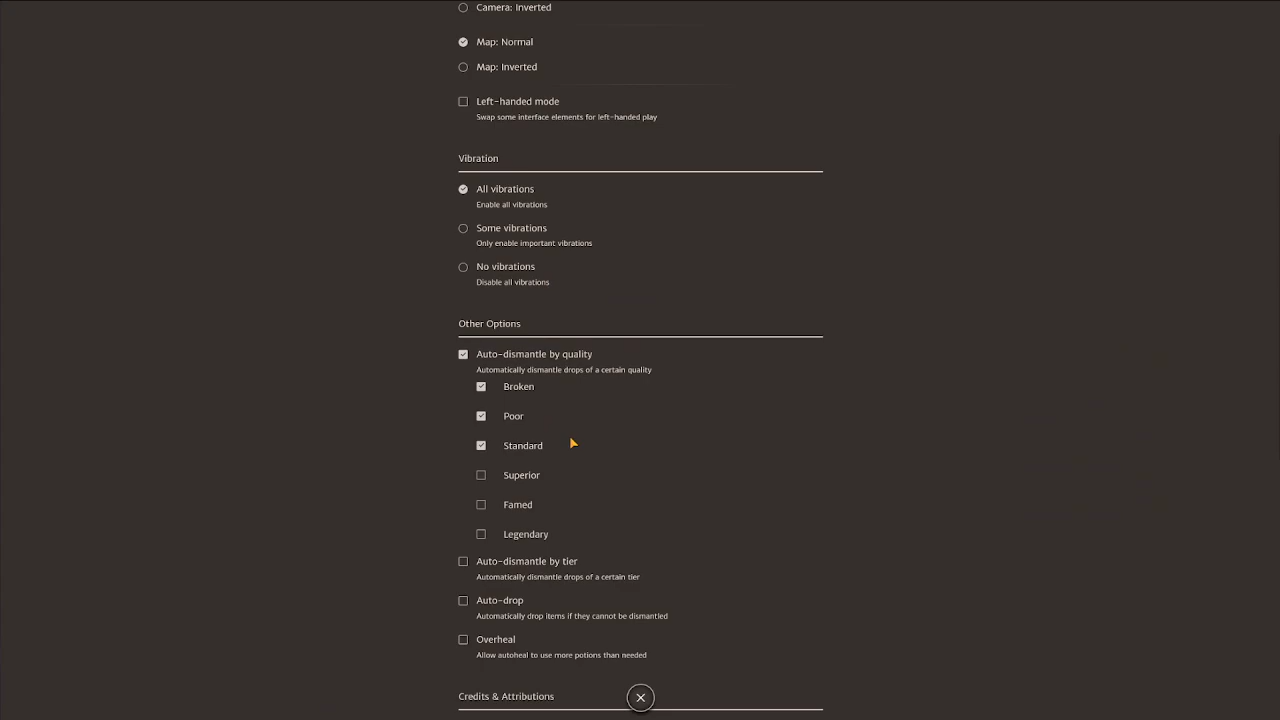 Camera: Inverted
Map: Normal
Map: Inverted
Left-handed mode
Swap some interface elements for left-handed play
Vibration
All vibrations
Enable all vibrations
Some vibrations
Only enable important vibrations
No vibrations
Disable all vibrations
Other Options
Auto-dismantle by quality
Automatically dismantle drops of a certain quality
Broken
Poor
Standard
Superior
Famed
Legendary
Auto-dismantle by tier
Automatically dismantle drops of a certain tier
Auto-drop
Automatically drop items if they cannot be dismantled
Overheal
Allow autoheal to use more potions than needed
Credits & Attributions